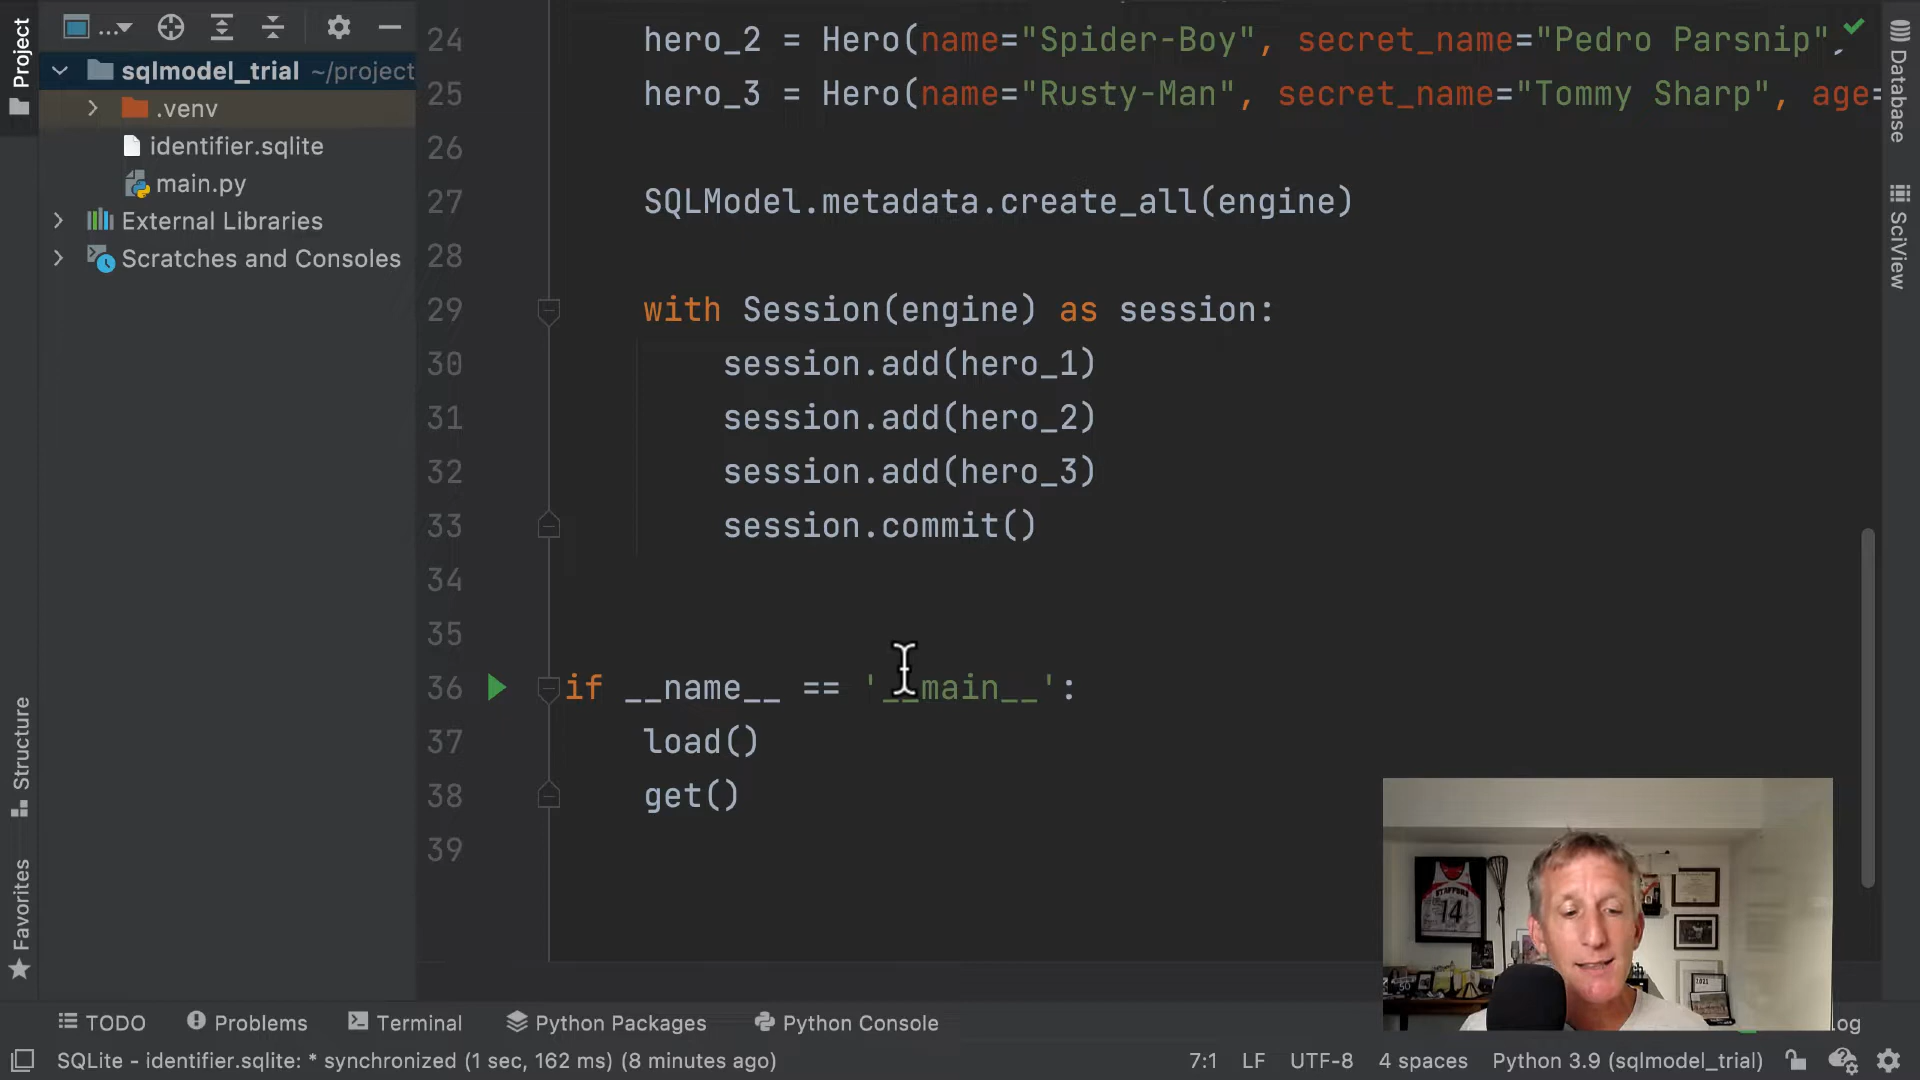 Project
...
sqlmodel_trial ~/project
.venv
identifier.sqlite
main.py
External Libraries
Scratches and Consoles
Structure
Favorites
24 hero_2 = Hero(name="Spider-Boy", secret_name="Pedro Parsnip",
25 hero_3 = Hero(name="Rusty-Man", secret_name="Tommy Sharp", age=
26
27 SQLModel.metadata.create_all(engine)
28
29 with Session(engine) as session:
30 session.add(hero_1)
31 session.add(hero_2)
32 session.add(hero_3)
33 session.commit()
34
35
36 if __name__ == '__main__':
37 load()
38 get()
39
Database
SciView
STAFFORD
14
TODO Problems Terminal Python Packages Python Console og
SQLite - identifier.sqlite: * synchronized (1 sec, 162 ms) (8 minutes ago) 7:1 LF UTF-8 4 spaces Python 3.9 (sqlmodel_trial)